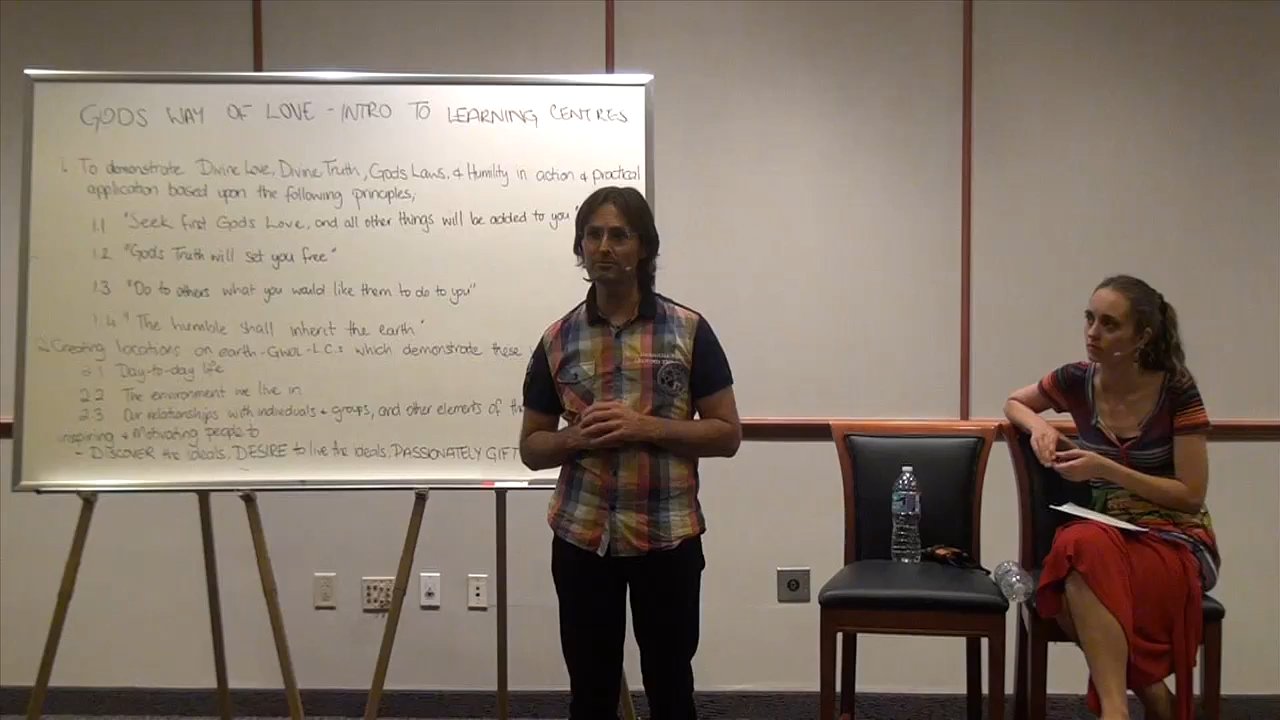 GODS WAY OF LOVE - INTRO TO LEARNING CENTRES
1. To demonstrate Divine Love, Divine Truth, Gods Laws, & Humility in action & practical
application based upon the following principles;
1.1 "Seek first Gods Love, and all other things will be added to you"
1.2 "Gods Truth will set you free"
1.3 "Do to others what you would like them to do to you"
1.4 "The humble shall inherit the earth"
2. Creating locations on earth - GWOL - L.C.s which demonstrate these
2.1 Day-to-day life
2.2 The environment we live in
2.3 Our relationships with individuals & groups, and other elements of
inspiring & Motivating people to
- DISCOVER the ideals, DESIRE to live the ideals, PASSIONATELY GIFT